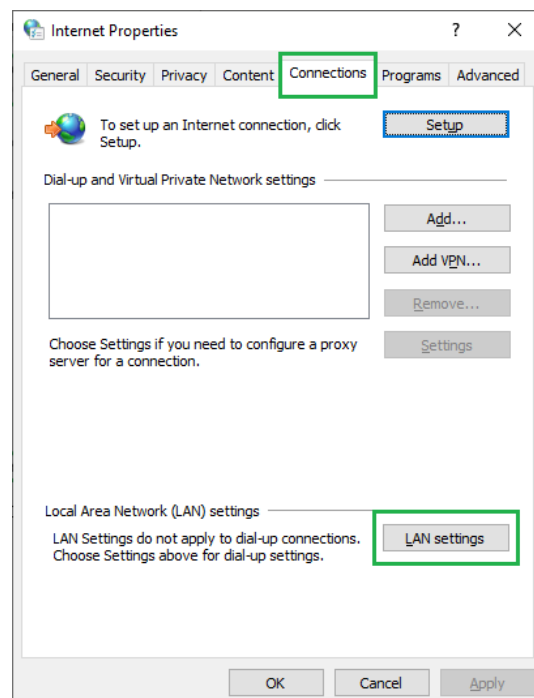 Internet Properties ? ×
General Security Privacy Content Connections Programs Advanced
To set up an Internet connection, click
Setup.
Setup
Dial-up and Virtual Private Network settings
Add...
Add VPN...
Remove...
Choose Settings if you need to configure a proxy
server for a connection.
Settings
Local Area Network (LAN) settings
LAN Settings do not apply to dial-up connections.
Choose Settings above for dial-up settings.
LAN settings
OK Cancel Apply